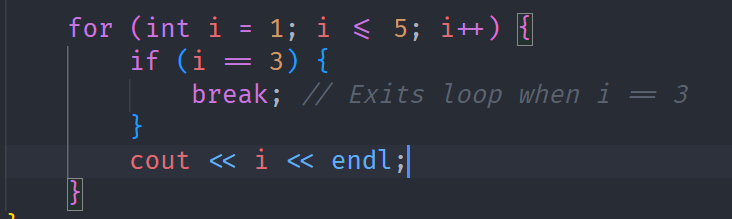 for (int i = 1; i <= 5; i++) {
if (i == 3) {
break; // Exits loop when i == 3
}
cout << i << endl;
}
}